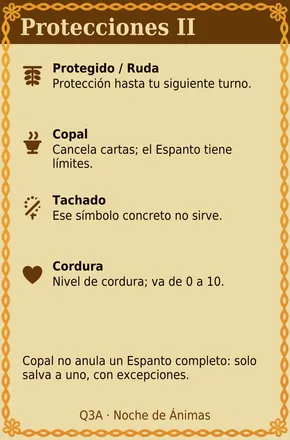 Protecciones II
Protegido / Ruda
Protección hasta tu siguiente turno.
Copal
Cancela cartas; el Espanto tiene
límites.
Tachado
Ese símbolo concreto no sirve.
Cordura
Nivel de cordura; va de 0 a 10.
Copal no anula un Espanto completo: solo
salva a uno, con excepciones.
Q3A · Noche de Ánimas